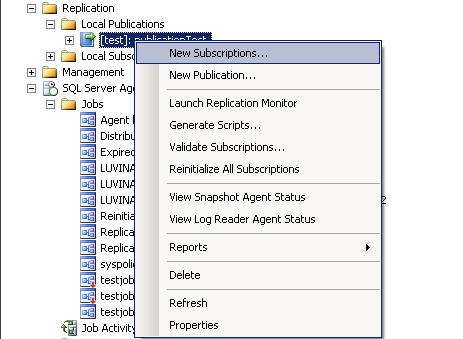 Replication
Local Publications
[test]: publicationTest
Local Subsc
Management
SQL Server Age
Jobs
Agent
Distribut
Expired
LUVINA
LUVINA
LUVINA
2
Reinitia
Replica
Replica
syspolic
testjob
testjob
testjob
Job Activity
New Subscriptions...
New Publication...
Launch Replication Monitor
Generate Scripts...
Validate Subscriptions...
Reinitialize All Subscriptions
View Snapshot Agent Status
View Log Reader Agent Status
Reports
Delete
Refresh
Properties